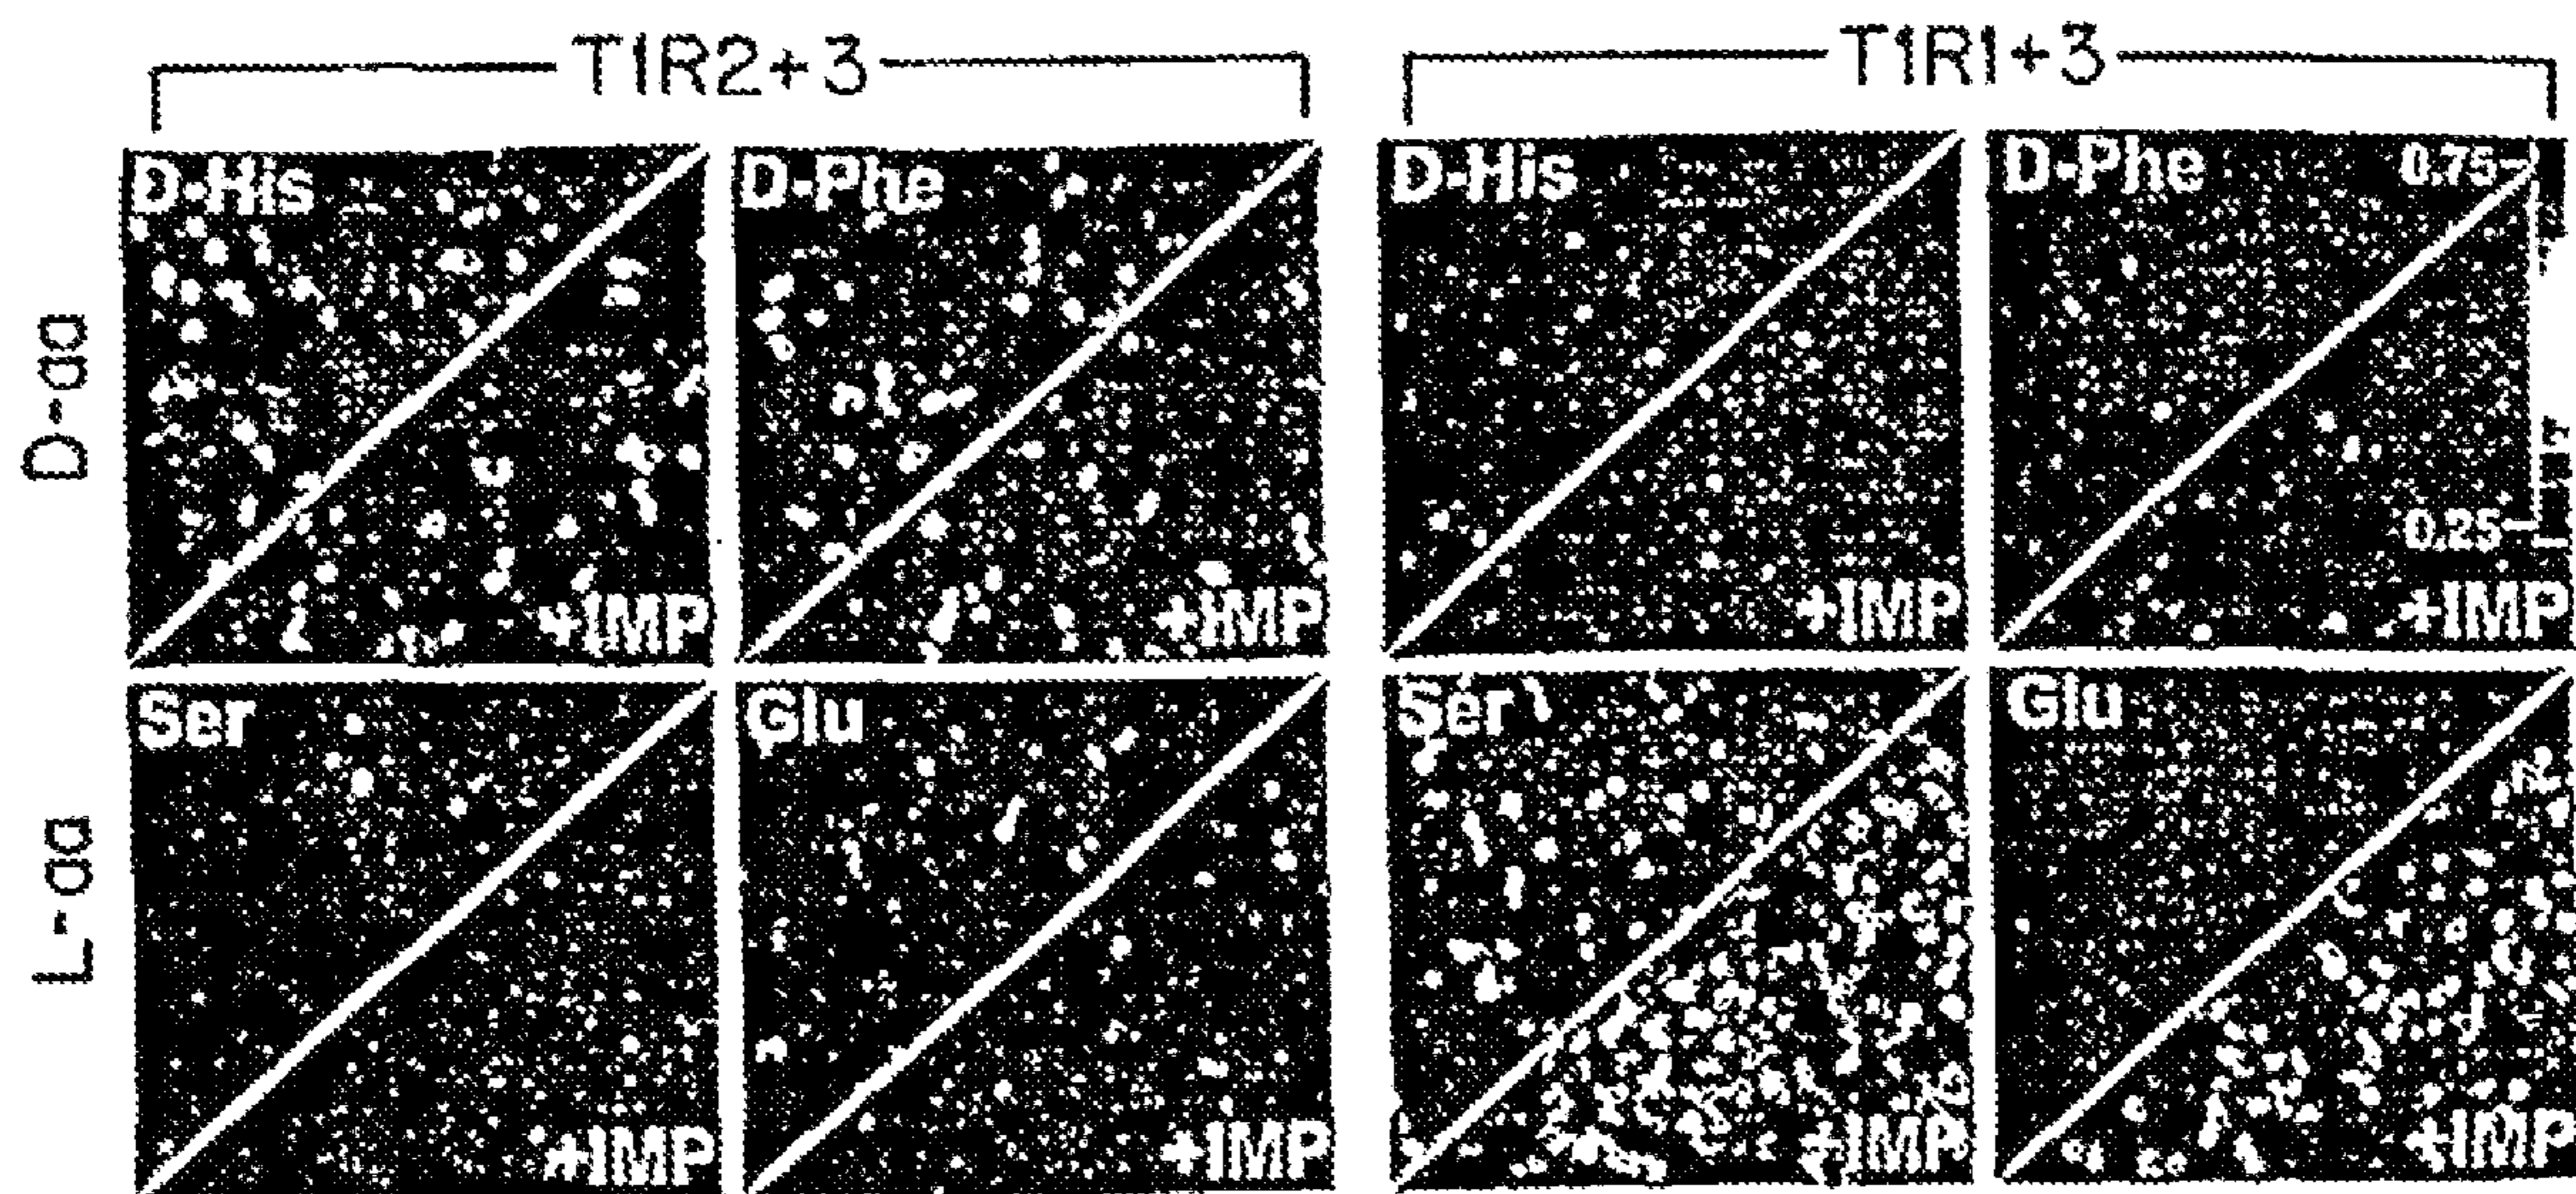 T1R2+3 T1R1+3
D-aa
D-His D-Phe D-His D-Phe 0.75
0.25
+IMP +IMP +IMP +IMP
L-aa
Ser Glu Ser Glu
+IMP +IMP +IMP +IMP